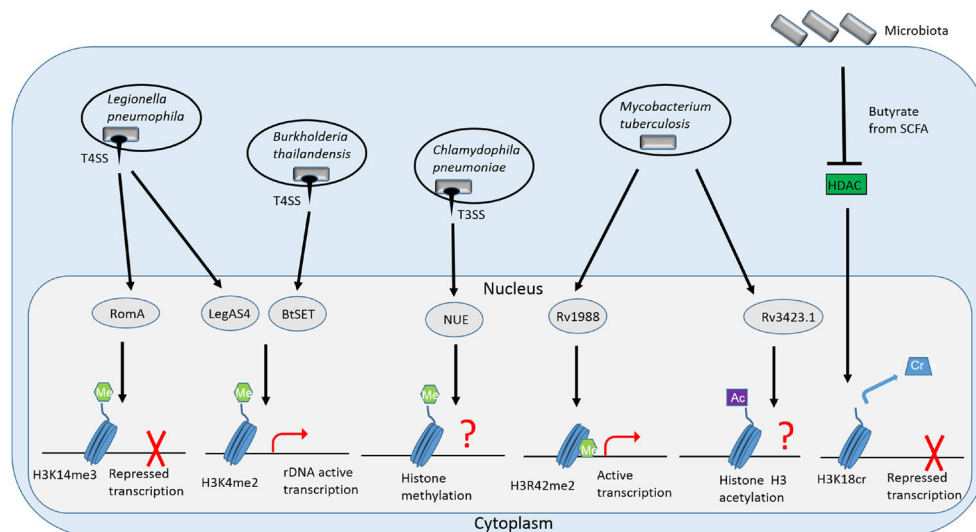 Microbiota
Legionella
pneumophila
T4SS
Burkholderia
thailandensis
T4SS
Chlamydophila
pneumoniae
T3SS
Mycobacterium
tuberculosis
Butyrate
from SCFA
HDAC
Nucleus
RomA
LegAS4
BtSET
NUE
Rv1988
Rv3423.1
Me
Me
Me
Me
Ac
Cr
?
?
H3K14me3
Repressed
transcription
H3K4me2
rDNA active
transcription
Histone
methylation
H3R42me2
Active
transcription
Histone H3
acetylation
H3K18cr
Repressed
transcription
Cytoplasm